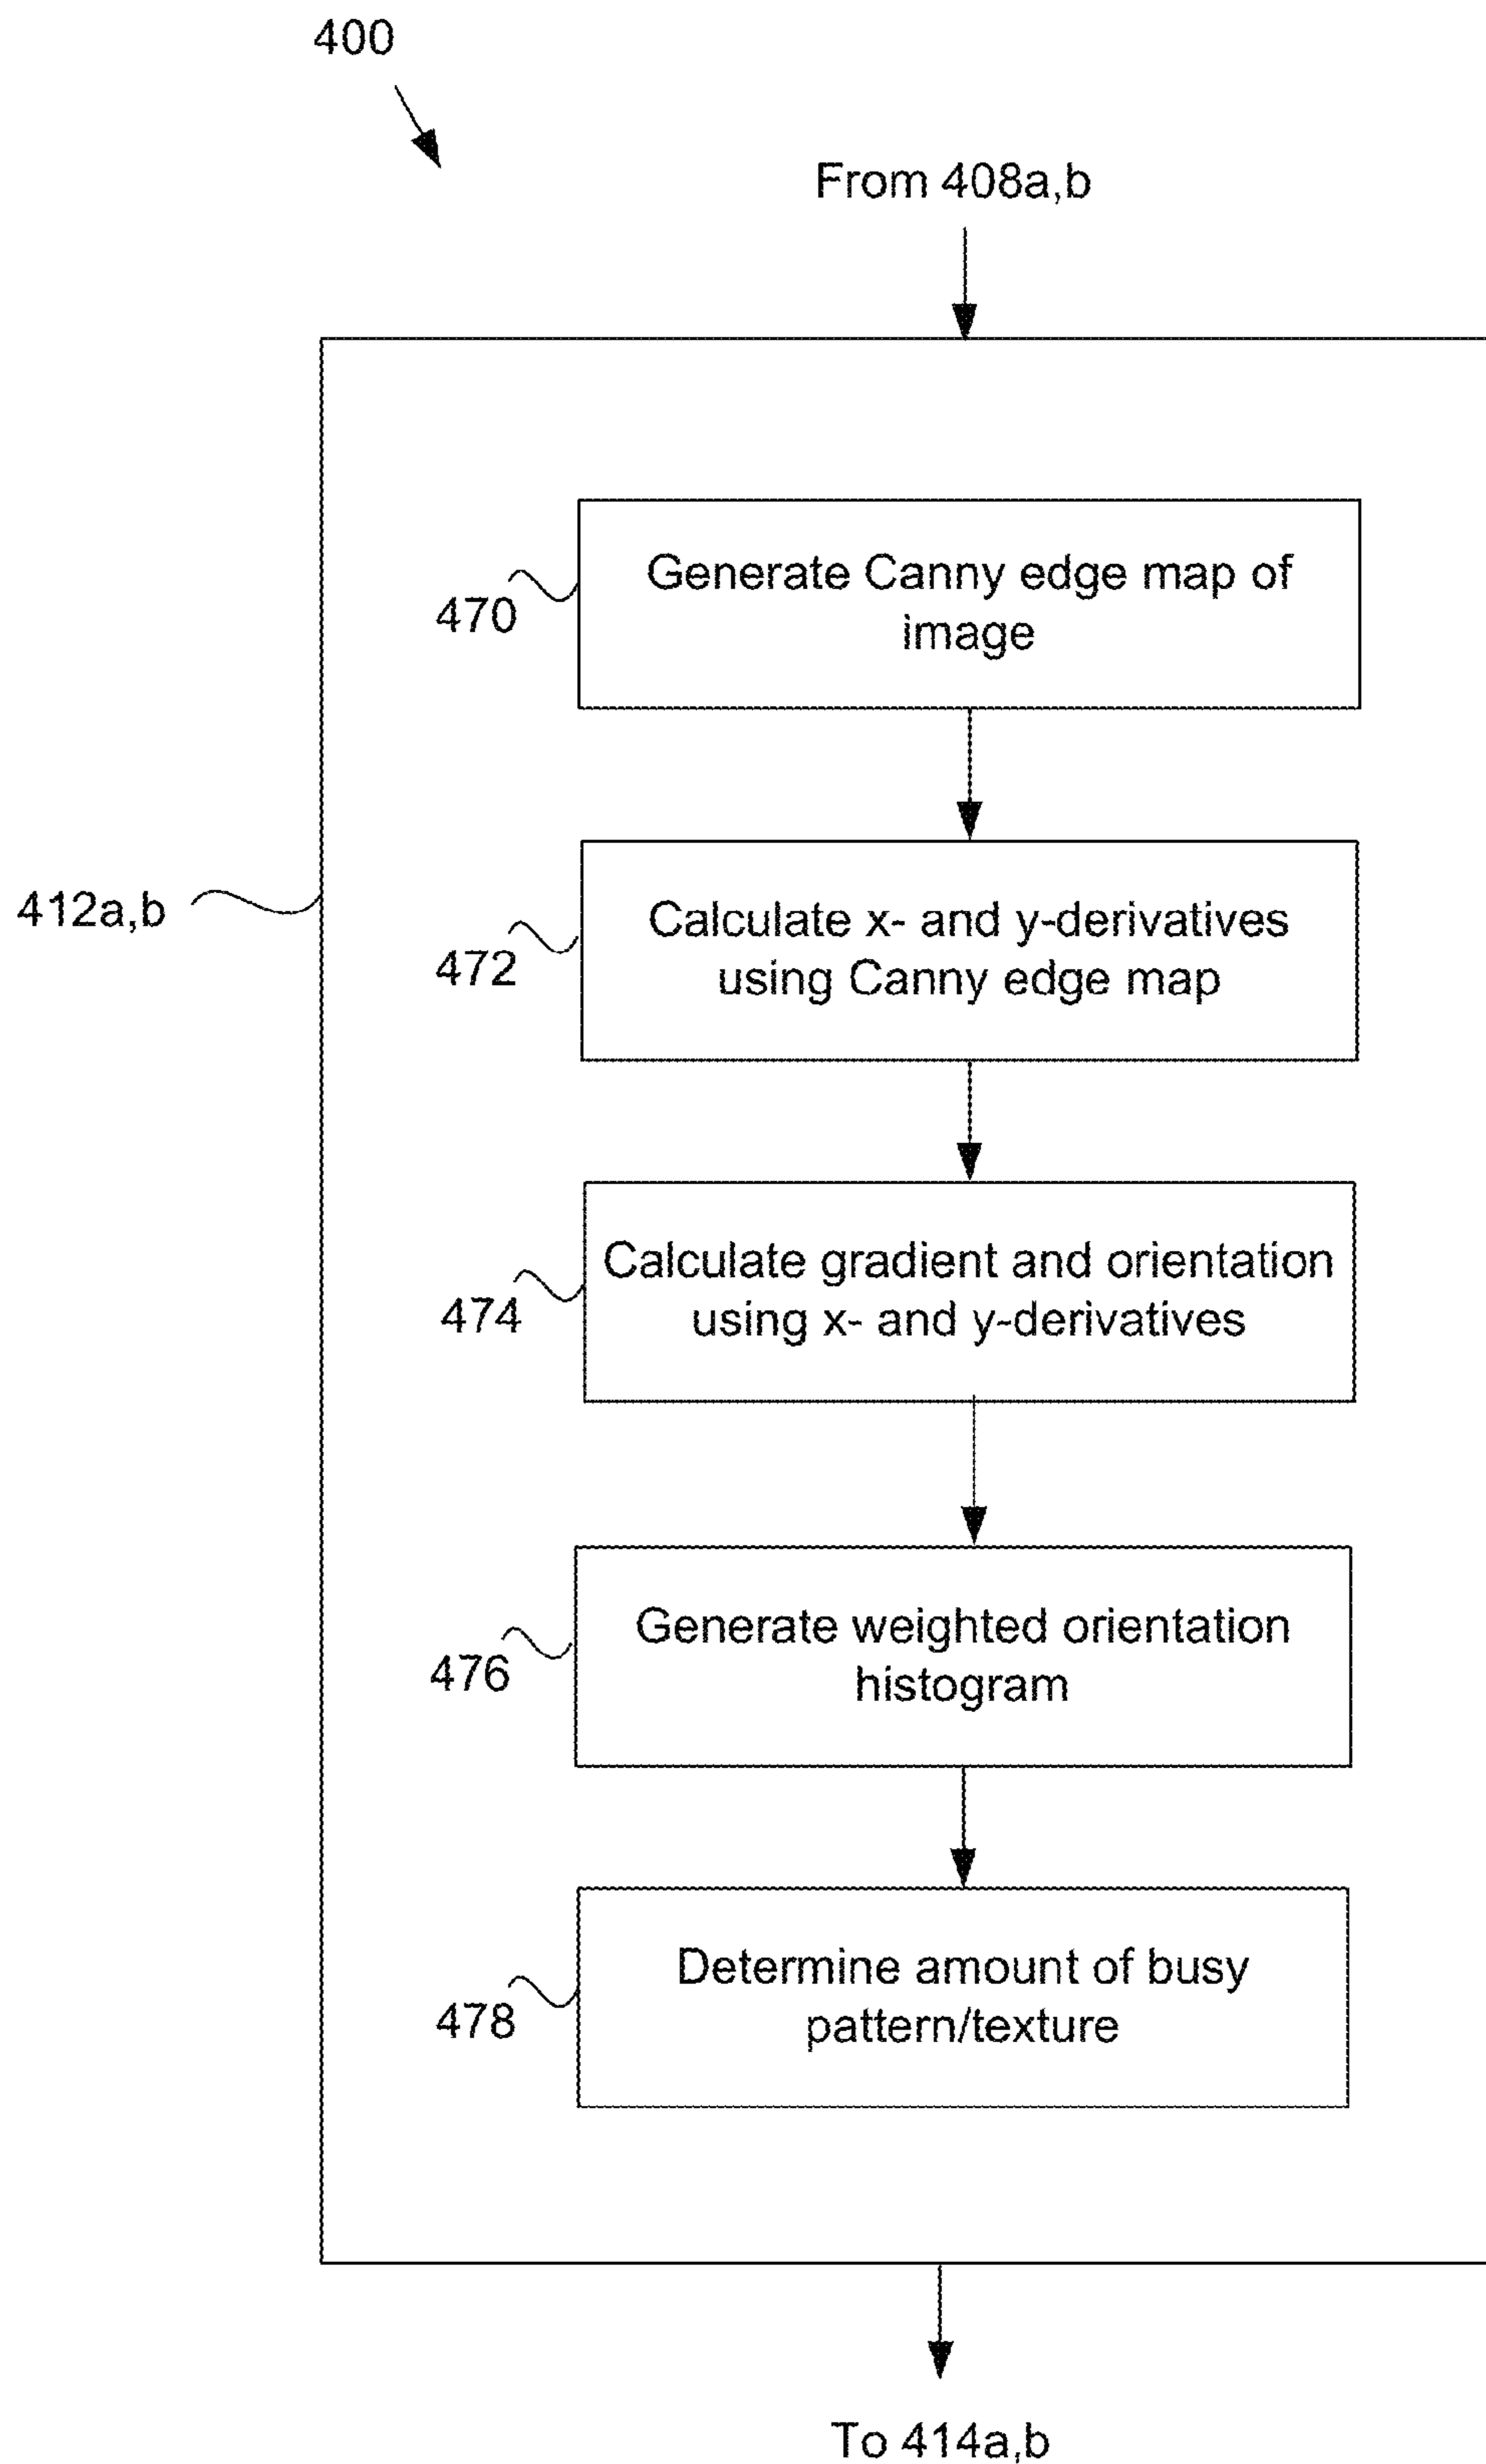 400
From 408a,b
Generate Canny edge map of
image
470
412a,b
Calculate x- and y-derivatives
using Canny edge map
472
Calculate gradient and orientation
using x- and y-derivatives
474
Generate weighted orientation
histogram
476
Determine amount of busy
pattern/texture
478
To 414a,b